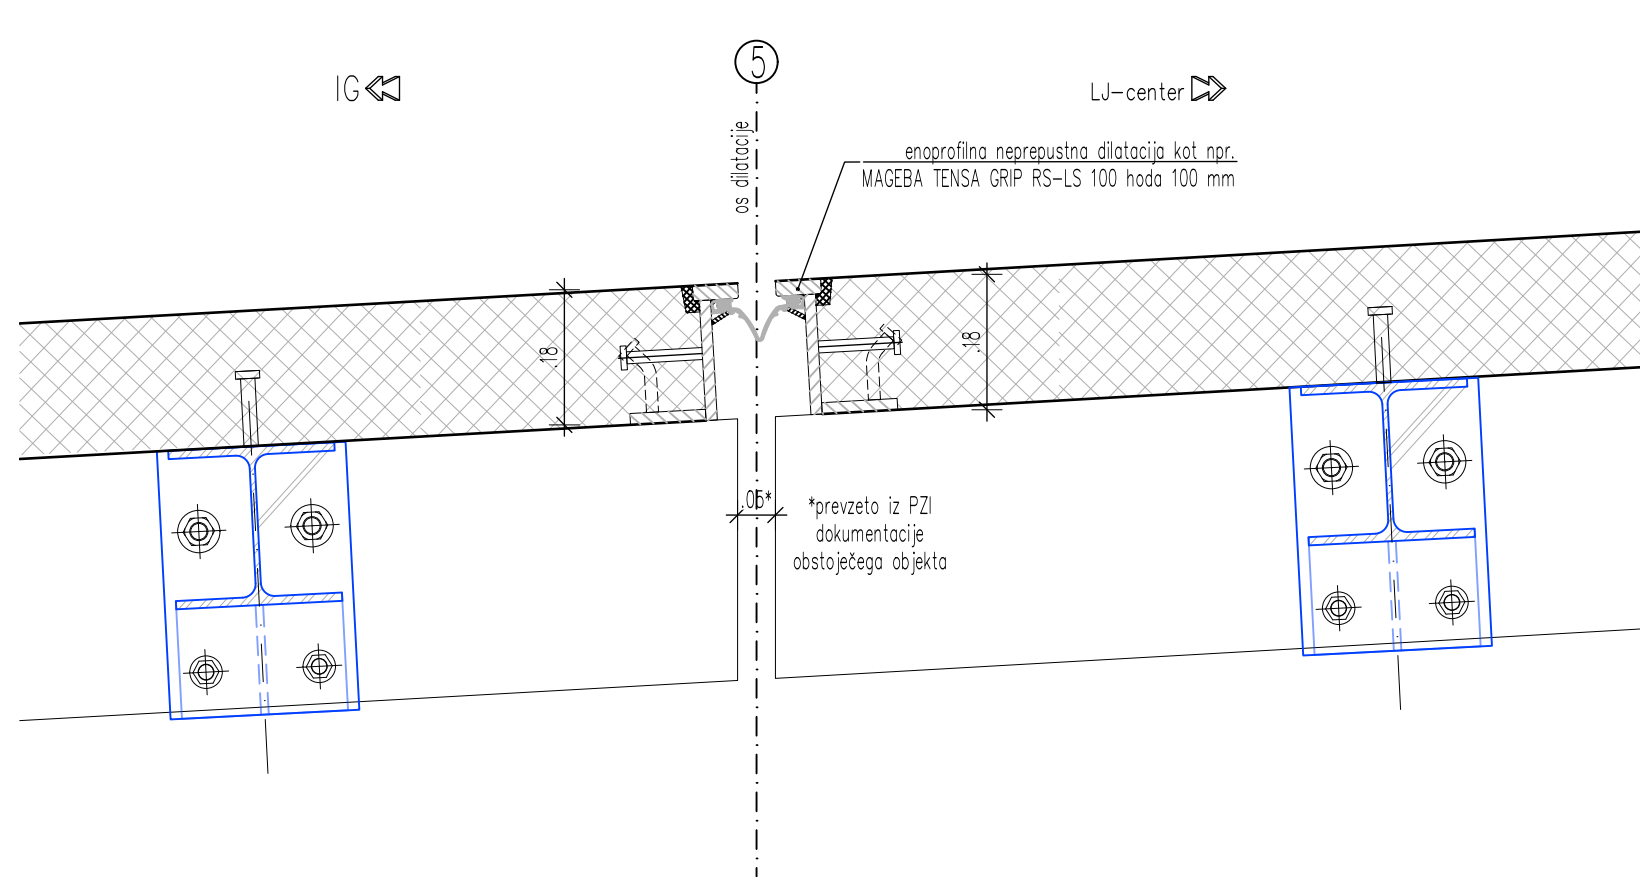 5
IG
LJ-center
os dilatacije
enoprofilna neprepustna dilatacija kot npr.
MAGEBA TENSA GRIP RS-LS 100 hoda 100 mm
.18
.18
.05*
*prevzeto iz PZI
dokumentacije
obstoječega objekta